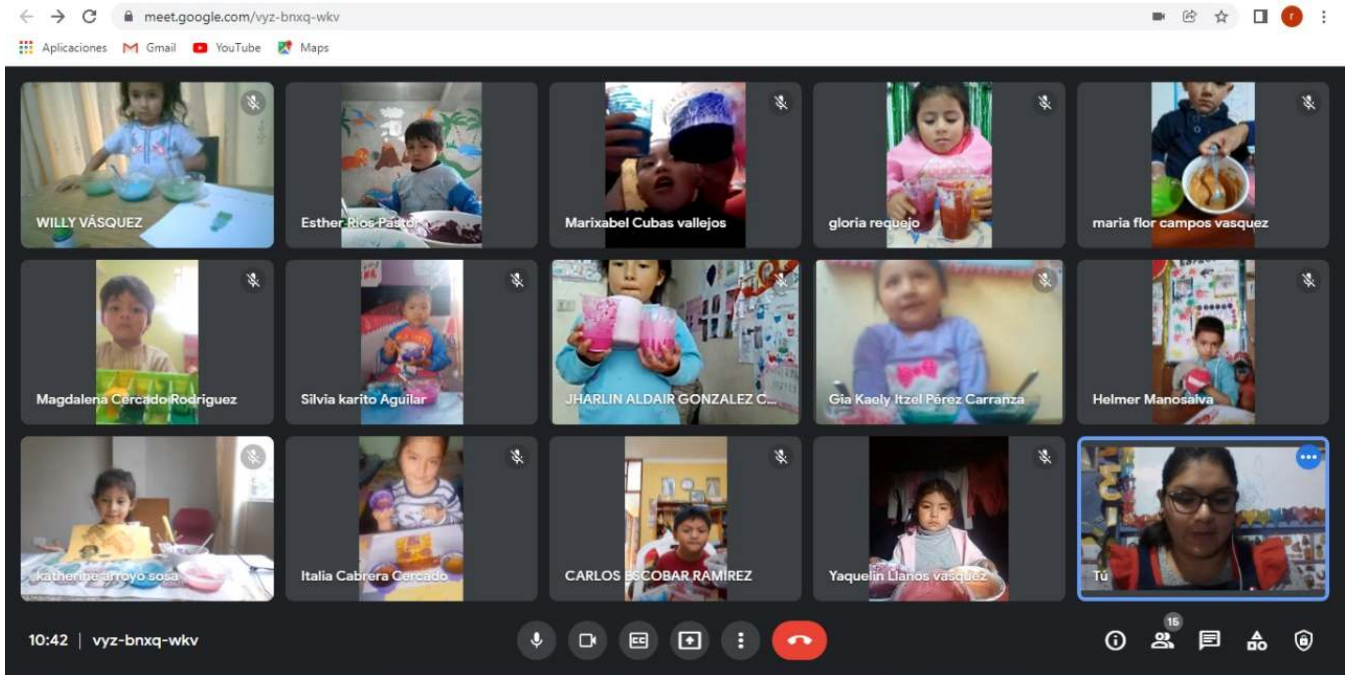 meet.google.com/vyz-bnxq-wkv
r
Aplicaciones Gmail YouTube Maps
WILLY VÁSQUEZ
Esther Rios Pastor
Marixabel Cubas vallejos
gloria requejo
maria flor campos vasquez
Magdalena Cercado Rodriguez
Silvia karito Aguilar
JHARLIN ALDAIR GONZALEZ C...
Gia Kaely Itzel Pérez Carranza
Helmer Manosalva
katherine arroyo sosa
Italia Cabrera Cercado
CARLOS ESCOBAR RAMIREZ
Yaquelin Llanos vasquez
Tú
10:42 | vyz-bnxq-wkv
CC
15